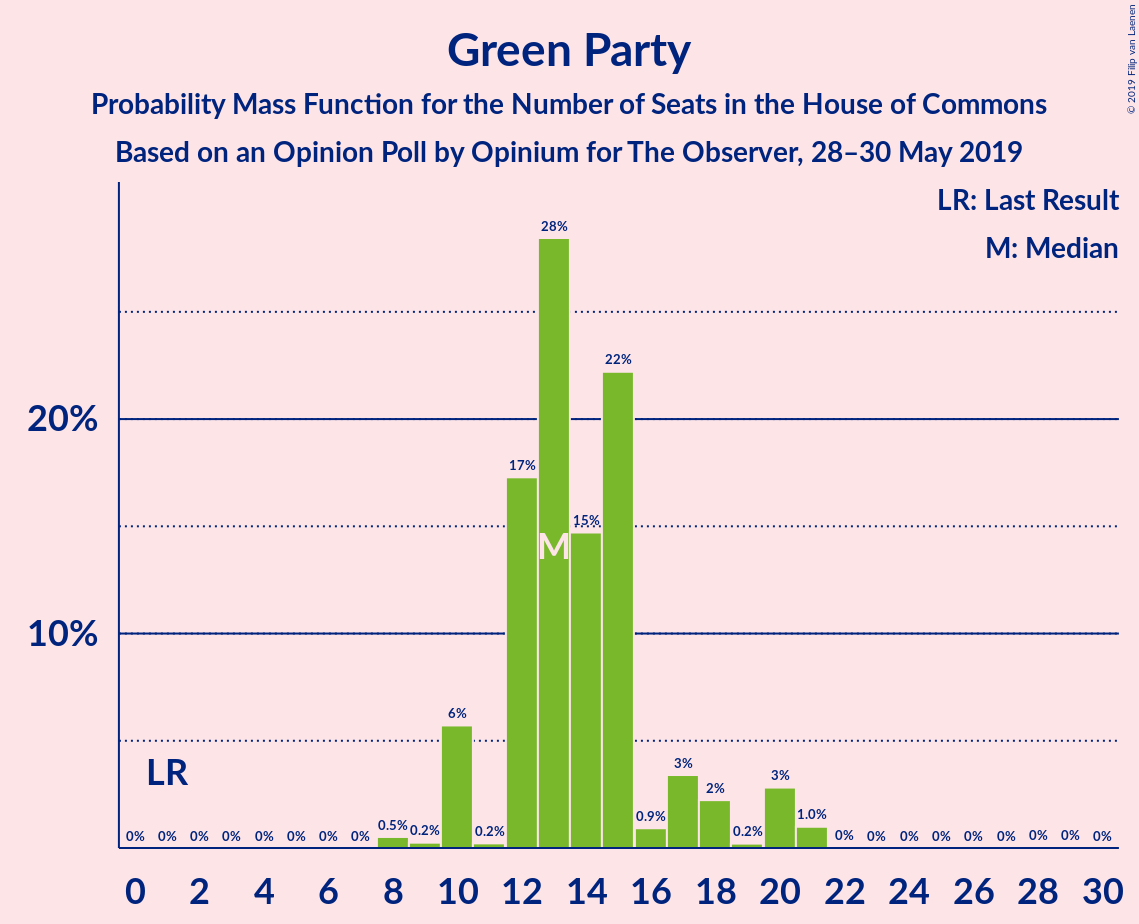 Green Party
Probability Mass Function for the Number of Seats in the House of Commons
Based on an Opinion Poll by Opinium for The Observer, 28–30 May 2019
© 2019 Filip van Laenen
LR: Last Result
M: Median
28%
22%
20%
17%
15%
M
10%
6%
LR
3%
2%
3%
0% 0% 0% 0% 0% 0% 0% 0% 0.5% 0.2% 0.2% 0.9% 0.2% 1.0% 0% 0% 0% 0% 0% 0% 0% 0% 0%
0 2 4 6 8 10 12 14 16 18 20 22 24 26 28 30